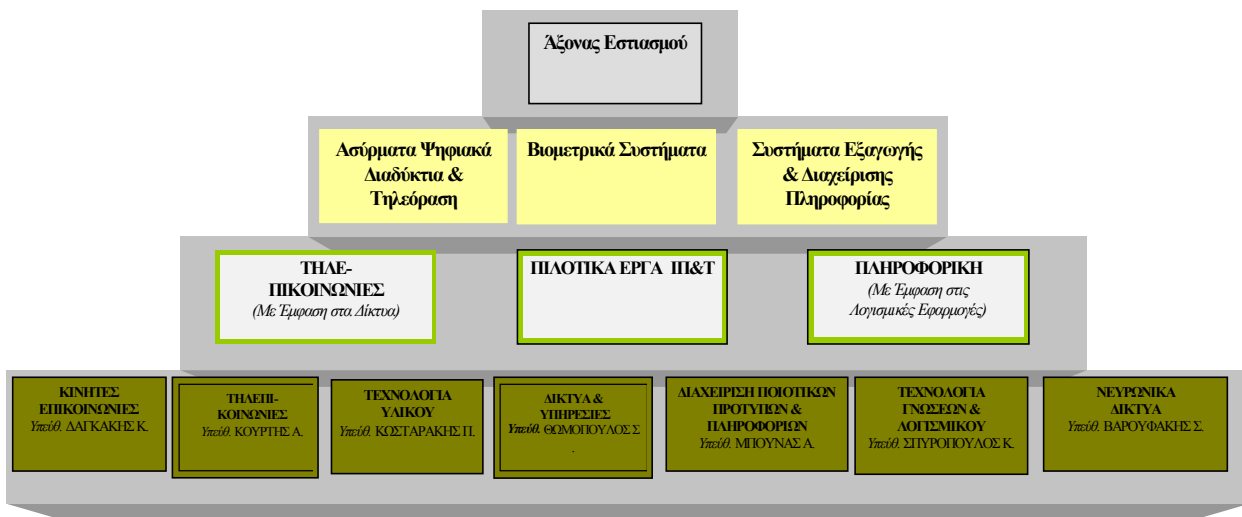 Άξονας Εστιασμού
Ασύρματα Ψηφιακά
Διαδύκτια &
Τηλεόραση
Βιομετρικά Συστήματα
Συστήματα Εξαγωγής
& Διαχείρισης
Πληροφορίας
ΤΗΛΕ-
ΠΙΚΟΙΝΩΝΙΕΣ
(Με Έμφαση στα Δίκτυα)
ΠΙΛΟΤΙΚΑ ΕΡΓΑ ΙΠ&Τ
ΠΛΗΡΟΦΟΡΙΚΗ
(Με Έμφαση στις
Λογισμικές Εφαρμογές)
ΚΙΝΗΤΕΣ
ΕΠΙΚΟΙΝΩΝΙΕΣ
Υπεύθ. ΔΑΓΚΑΚΗΣ Κ.
ΤΗΛΕΠΙ-
ΚΟΙΝΩΝΙΕΣ
Υπεύθ. ΚΟΥΡΤΗΣ Α.
ΤΕΧΝΟΛΟΓΙΑ
ΥΛΙΚΟΥ
Υπεύθ. ΚΩΣΤΑΡΑΚΗΣ Π.
ΔΙΚΤΥΑ &
ΥΠΗΡΕΣΙΕΣ
Υπεύθ. ΘΩΜΟΠΟΥΛΟΣ Σ
.
ΔΙΑΧΕΙΡΙΣΗ ΠΟΙΟΤΙΚΩΝ
ΠΡΟΤΥΠΩΝ &
ΠΛΗΡΟΦΟΡΙΩΝ
Υπεύθ. ΜΠΟΥΝΑΣ Α.
ΤΕΧΝΟΛΟΓΙΑ
ΓΝΩΣΕΩΝ &
ΛΟΓΙΣΜΙΚΟΥ
Υπεύθ. ΣΠΥΡΟΠΟΥΛΟΣ Κ.
ΝΕΥΡΩΝΙΚΑ
ΔΙΚΤΥΑ
Υπεύθ. ΒΑΡΟΥΦΑΚΗΣ Σ.